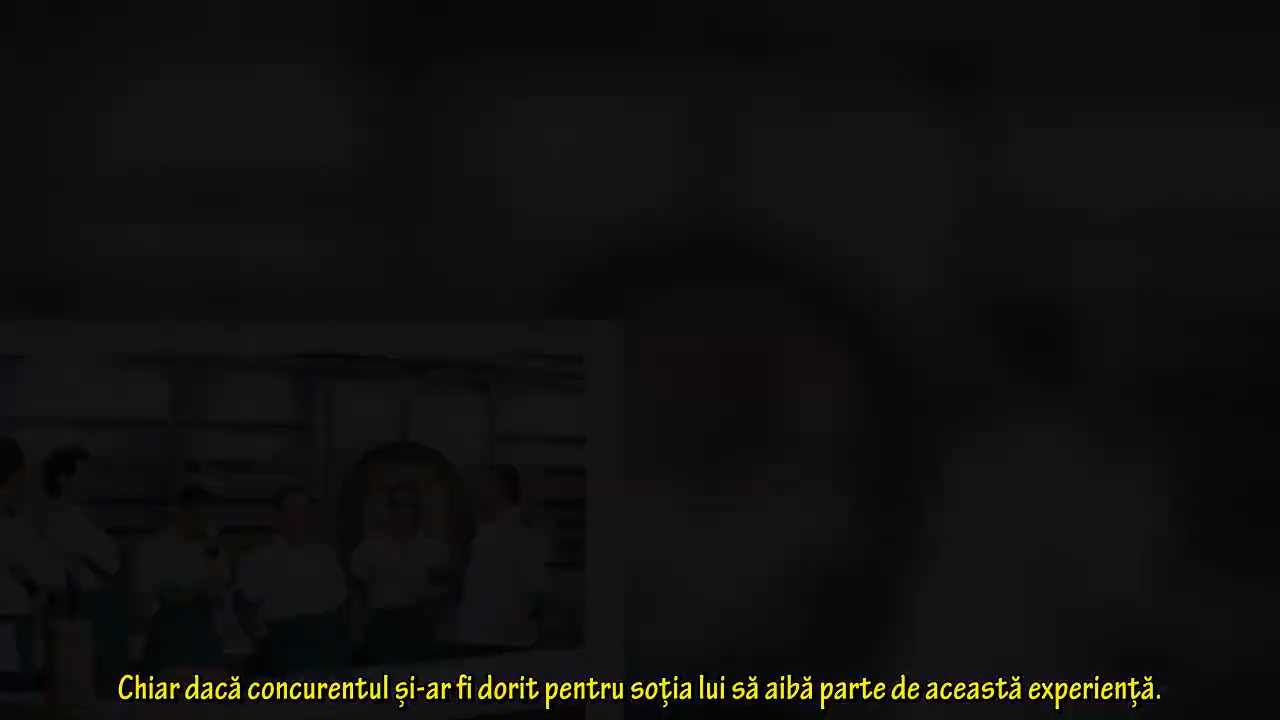 Chiar dacă concurentul și-ar fi dorit pentru soția lui să aibă parte de această experiență.